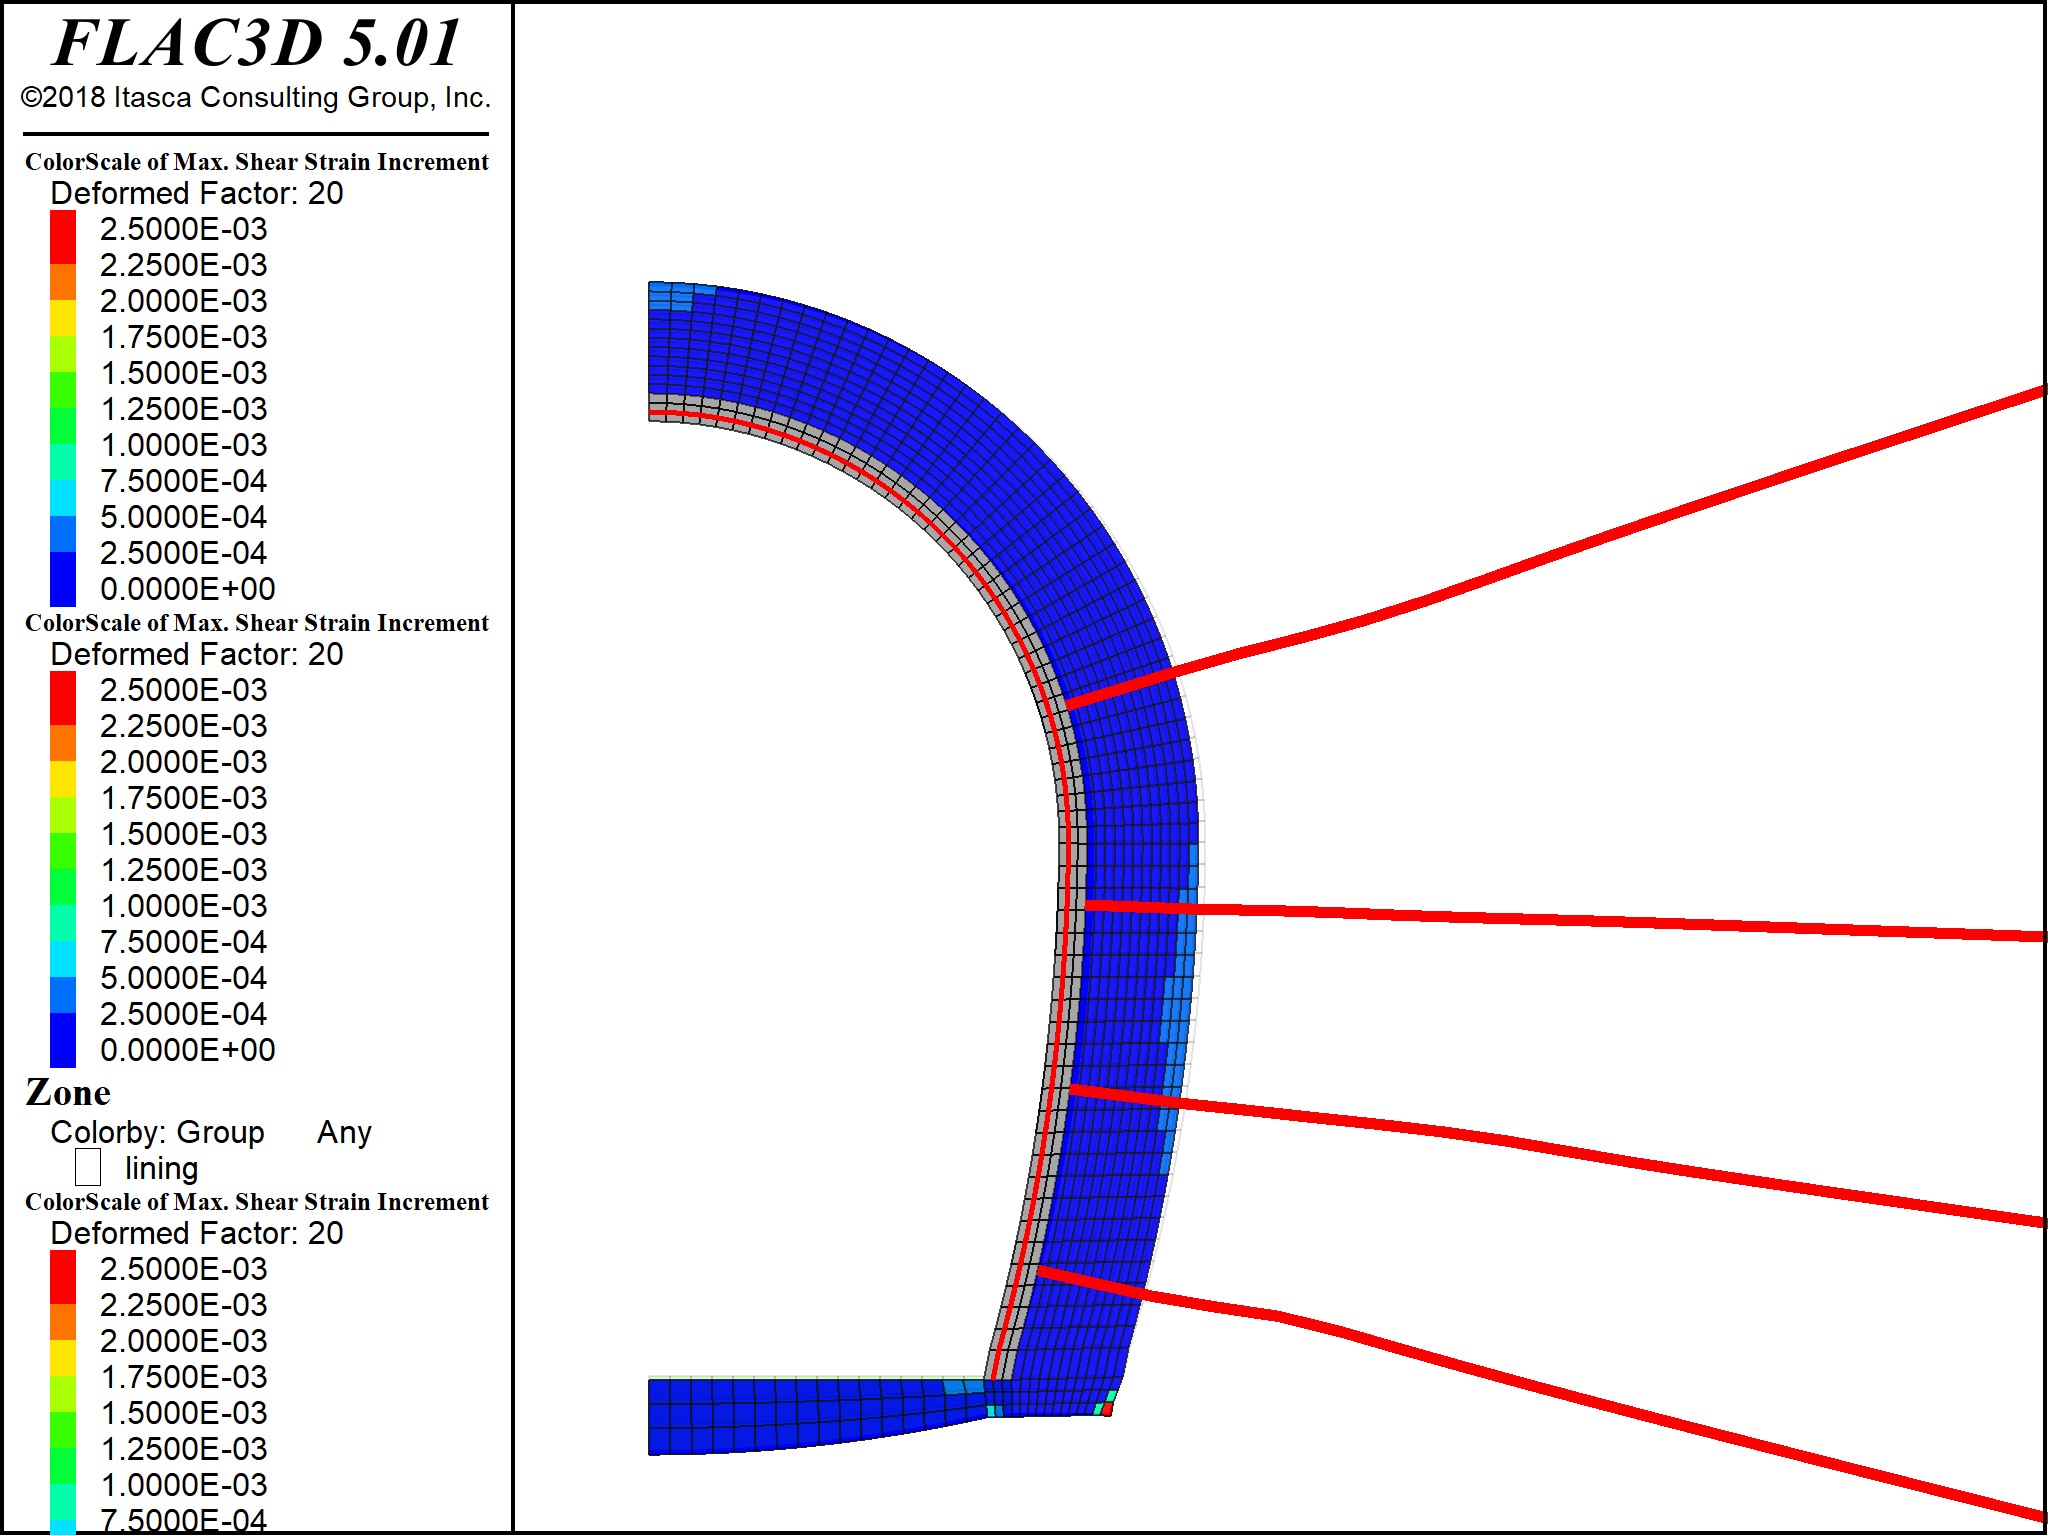 FLAC3D 5.01
©2018 Itasca Consulting Group, Inc.
ColorScale of Max. Shear Strain Increment
Deformed Factor: 20
2.5000E-03
2.2500E-03
2.0000E-03
1.7500E-03
1.5000E-03
1.2500E-03
1.0000E-03
7.5000E-04
5.0000E-04
2.5000E-04
0.0000E+00
ColorScale of Max. Shear Strain Increment
Deformed Factor: 20
2.5000E-03
2.2500E-03
2.0000E-03
1.7500E-03
1.5000E-03
1.2500E-03
1.0000E-03
7.5000E-04
5.0000E-04
2.5000E-04
0.0000E+00
Zone
Colorby: Group Any
lining
ColorScale of Max. Shear Strain Increment
Deformed Factor: 20
2.5000E-03
2.2500E-03
2.0000E-03
1.7500E-03
1.5000E-03
1.2500E-03
1.0000E-03
7.5000E-04